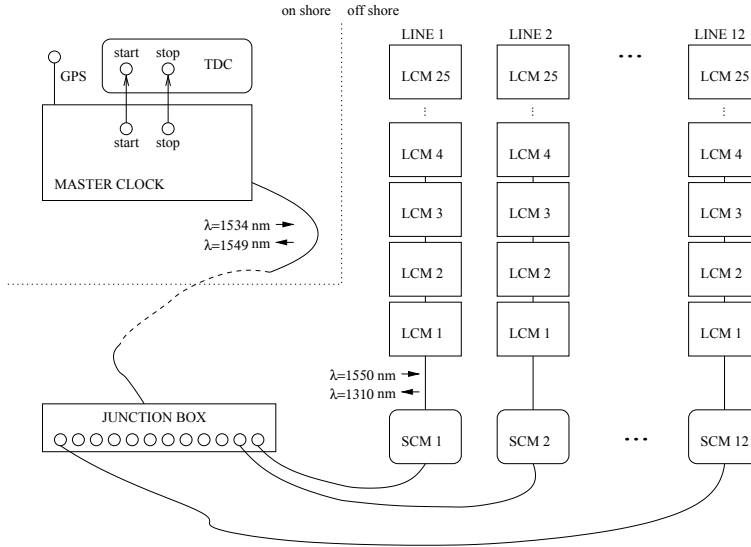 on shore
off shore
start
stop
TDC
GPS
start
stop
MASTER CLOCK
λ=1534 nm
λ=1549 nm
LINE 1
LINE 2
LINE 12
LCM 25
LCM 25
LCM 25
LCM 4
LCM 4
LCM 4
LCM 3
LCM 3
LCM 3
LCM 2
LCM 2
LCM 2
LCM 1
LCM 1
LCM 1
λ=1550 nm
λ=1310 nm
JUNCTION BOX
SCM 1
SCM 2
SCM 12